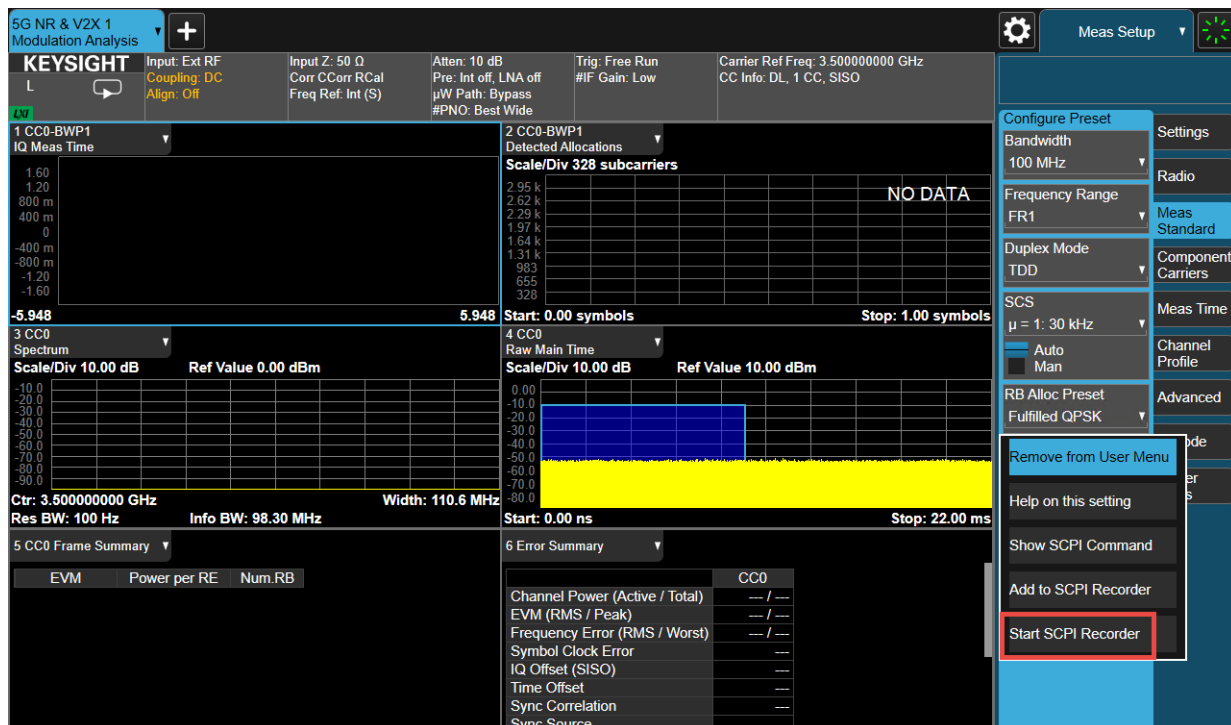 5G NR & V2X 1
Modulation Analysis
Meas Setup
KEYSIGHT
L
LXI
Input: Ext RF
Coupling: DC
Align: Off
Input Z: 50 Ω
Corr CCorr RCal
Freq Ref: Int (S)
Atten: 10 dB
Pre: Int off, LNA off
µW Path: Bypass
#PNO: Best Wide
Trig: Free Run
#IF Gain: Low
Carrier Ref Freq: 3.500000000 GHz
CC Info: DL, 1 CC, SISO
1 CC0-BWP1
IQ Meas Time
1.60
1.20
800 m
400 m
0
-400 m
-800 m
-1.20
-1.60
-5.948
5.948
2 CC0-BWP1
Detected Allocations
Scale/Div 328 subcarriers
NO DATA
2.95 k
2.62 k
2.29 k
1.97 k
1.64 k
1.31 k
983
655
328
Start: 0.00 symbols
Stop: 1.00 symbols
3 CC0
Spectrum
Scale/Div 10.00 dB
Ref Value 0.00 dBm
-10.0
-20.0
-30.0
-40.0
-50.0
-60.0
-70.0
-80.0
-90.0
Ctr: 3.500000000 GHz
Width: 110.6 MHz
Res BW: 100 Hz
Info BW: 98.30 MHz
4 CC0
Raw Main Time
Scale/Div 10.00 dB
Ref Value 10.00 dBm
0.00
-10.0
-20.0
-30.0
-40.0
-50.0
-60.0
-70.0
-80.0
Start: 0.00 ns
Stop: 22.00 ms
5 CC0 Frame Summary
EVM
Power per RE
Num.RB
6 Error Summary
CC0
Channel Power (Active / Total)
--- / ---
EVM (RMS / Peak)
--- / ---
Frequency Error (RMS / Worst)
--- / ---
Symbol Clock Error
---
IQ Offset (SISO)
---
Time Offset
---
Sync Correlation
---
Sync Source
Configure Preset
Bandwidth
100 MHz
Frequency Range
FR1
Duplex Mode
TDD
SCS
µ = 1: 30 kHz
Auto
Man
RB Alloc Preset
Fulfilled QPSK
Remove from User Menu
Help on this setting
Show SCPI Command
Add to SCPI Recorder
Start SCPI Recorder
Settings
Radio
Meas
Standard
Component
Carriers
Meas Time
Channel
Profile
Advanced